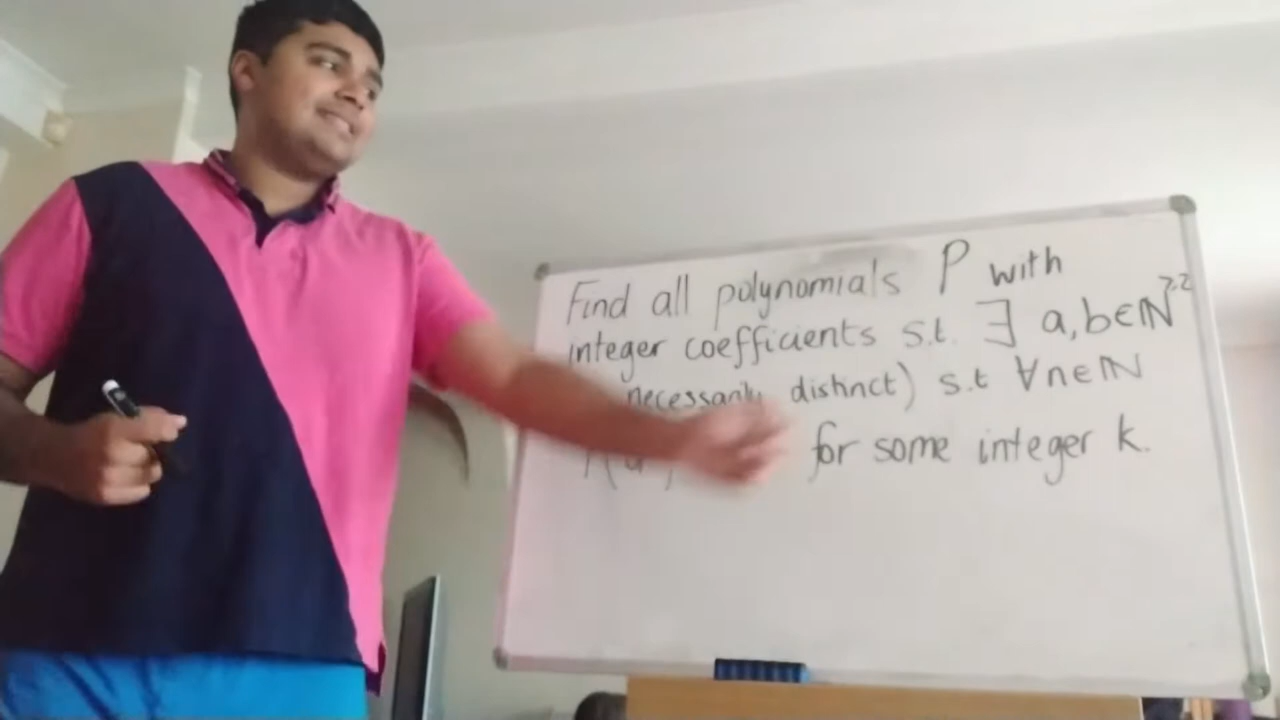 Find all polynomials P with
integer coefficients s.t. ∃ a,b∈ℕ^≥2
necessarily distinct) s.t ∀n∈ℕ
for some integer k.